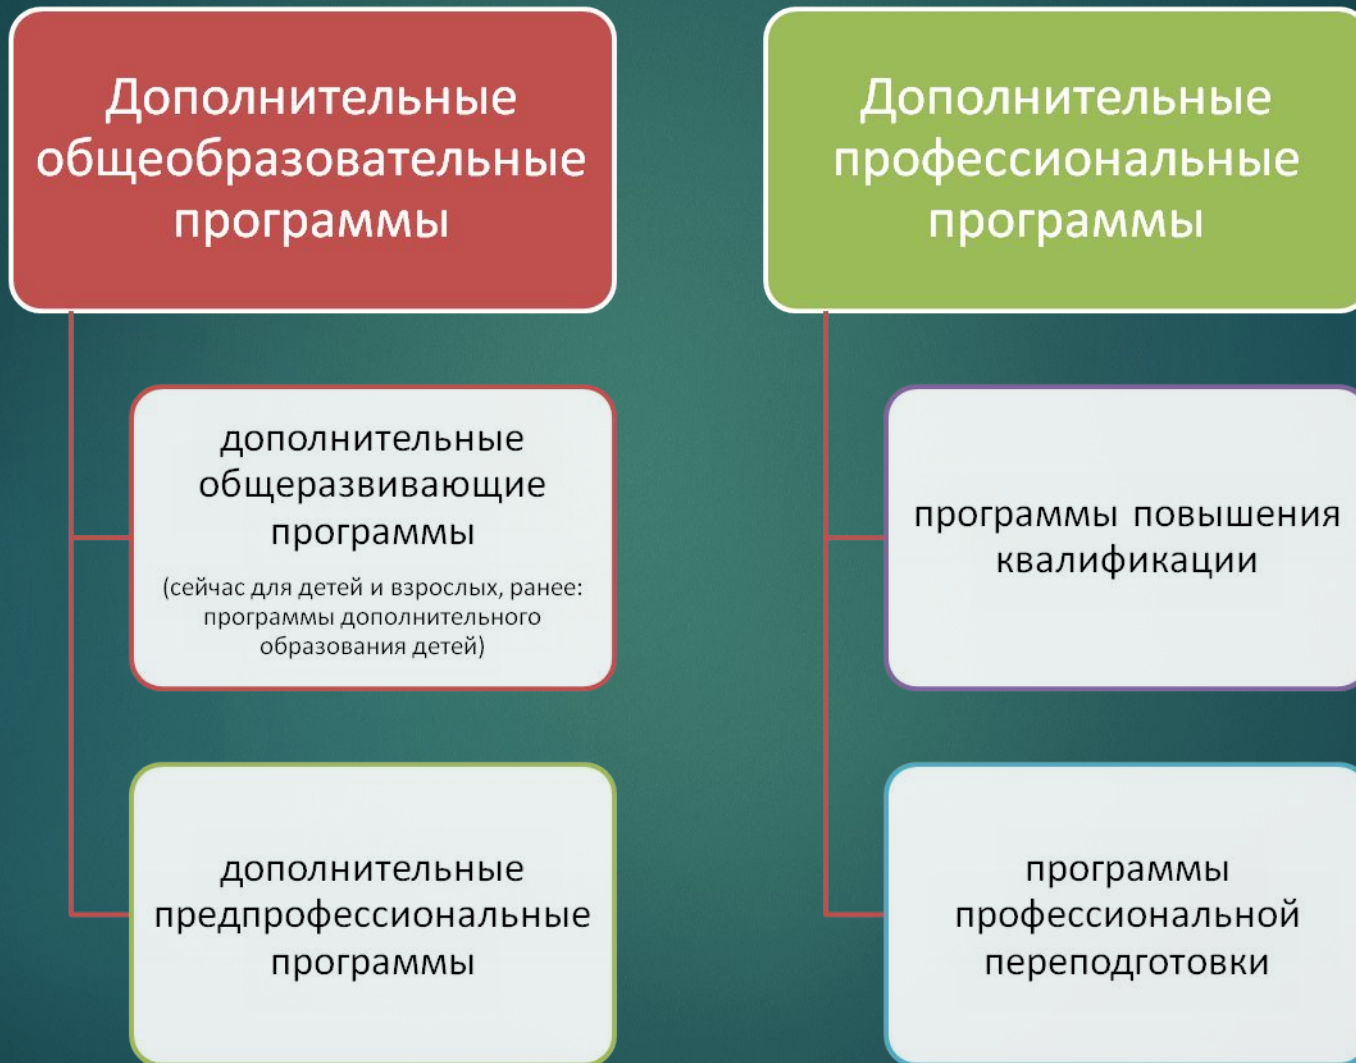 Дополнительные
общеобразовательные
программы
дополнительные
общеразвивающие
программы
(сейчас для детей и взрослых, ранее:
программы дополнительного
образования детей)
дополнительные
предпрофессиональные
программы
Дополнительные
профессиональные
программы
программы повышения
квалификации
программы
профессиональной
переподготовки